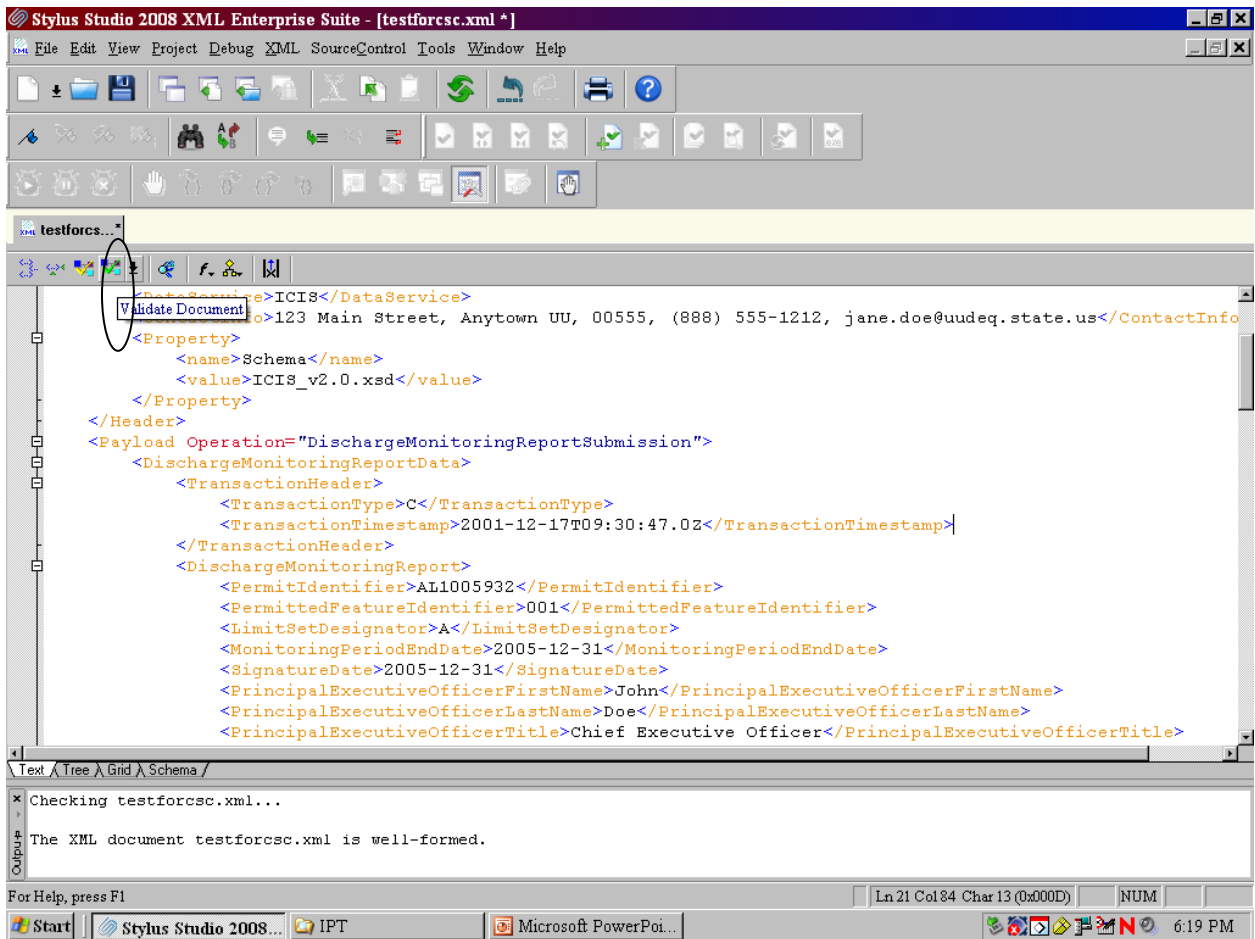 Stylus Studio 2008 XML Enterprise Suite - [testforcsc.xml *]
File Edit View Project Debug XML SourceControl Tools Window Help
testforcs...*
<DataService>ICIS</DataService>
Validate Document
o>123 Main Street, Anytown UU, 00555, (888) 555-1212, jane.doe@uudeq.state.us</ContactInfo
<Property>
<name>Schema</name>
<value>ICIS_v2.0.xsd</value>
</Property>
</Header>
<Payload Operation="DischargeMonitoringReportSubmission">
<DischargeMonitoringReportData>
<TransactionHeader>
<TransactionType>C</TransactionType>
<TransactionTimestamp>2001-12-17T09:30:47.0Z</TransactionTimestamp>
</TransactionHeader>
<DischargeMonitoringReport>
<PermitIdentifier>AL1005932</PermitIdentifier>
<PermittedFeatureIdentifier>001</PermittedFeatureIdentifier>
<LimitSetDesignator>A</LimitSetDesignator>
<MonitoringPeriodEndDate>2005-12-31</MonitoringPeriodEndDate>
<SignatureDate>2005-12-31</SignatureDate>
<PrincipalExecutiveOfficerFirstName>John</PrincipalExecutiveOfficerFirstName>
<PrincipalExecutiveOfficerLastName>Doe</PrincipalExecutiveOfficerLastName>
<PrincipalExecutiveOfficerTitle>Chief Executive Officer</PrincipalExecutiveOfficerTitle>
Text Tree Grid Schema
Checking testforcsc.xml...
The XML document testforcsc.xml is well-formed.
Output
For Help, press F1
Ln 21 Col 84 Char 13 (0x000D) NUM
Start Stylus Studio 2008... IPT Microsoft PowerPoi... 6:19 PM